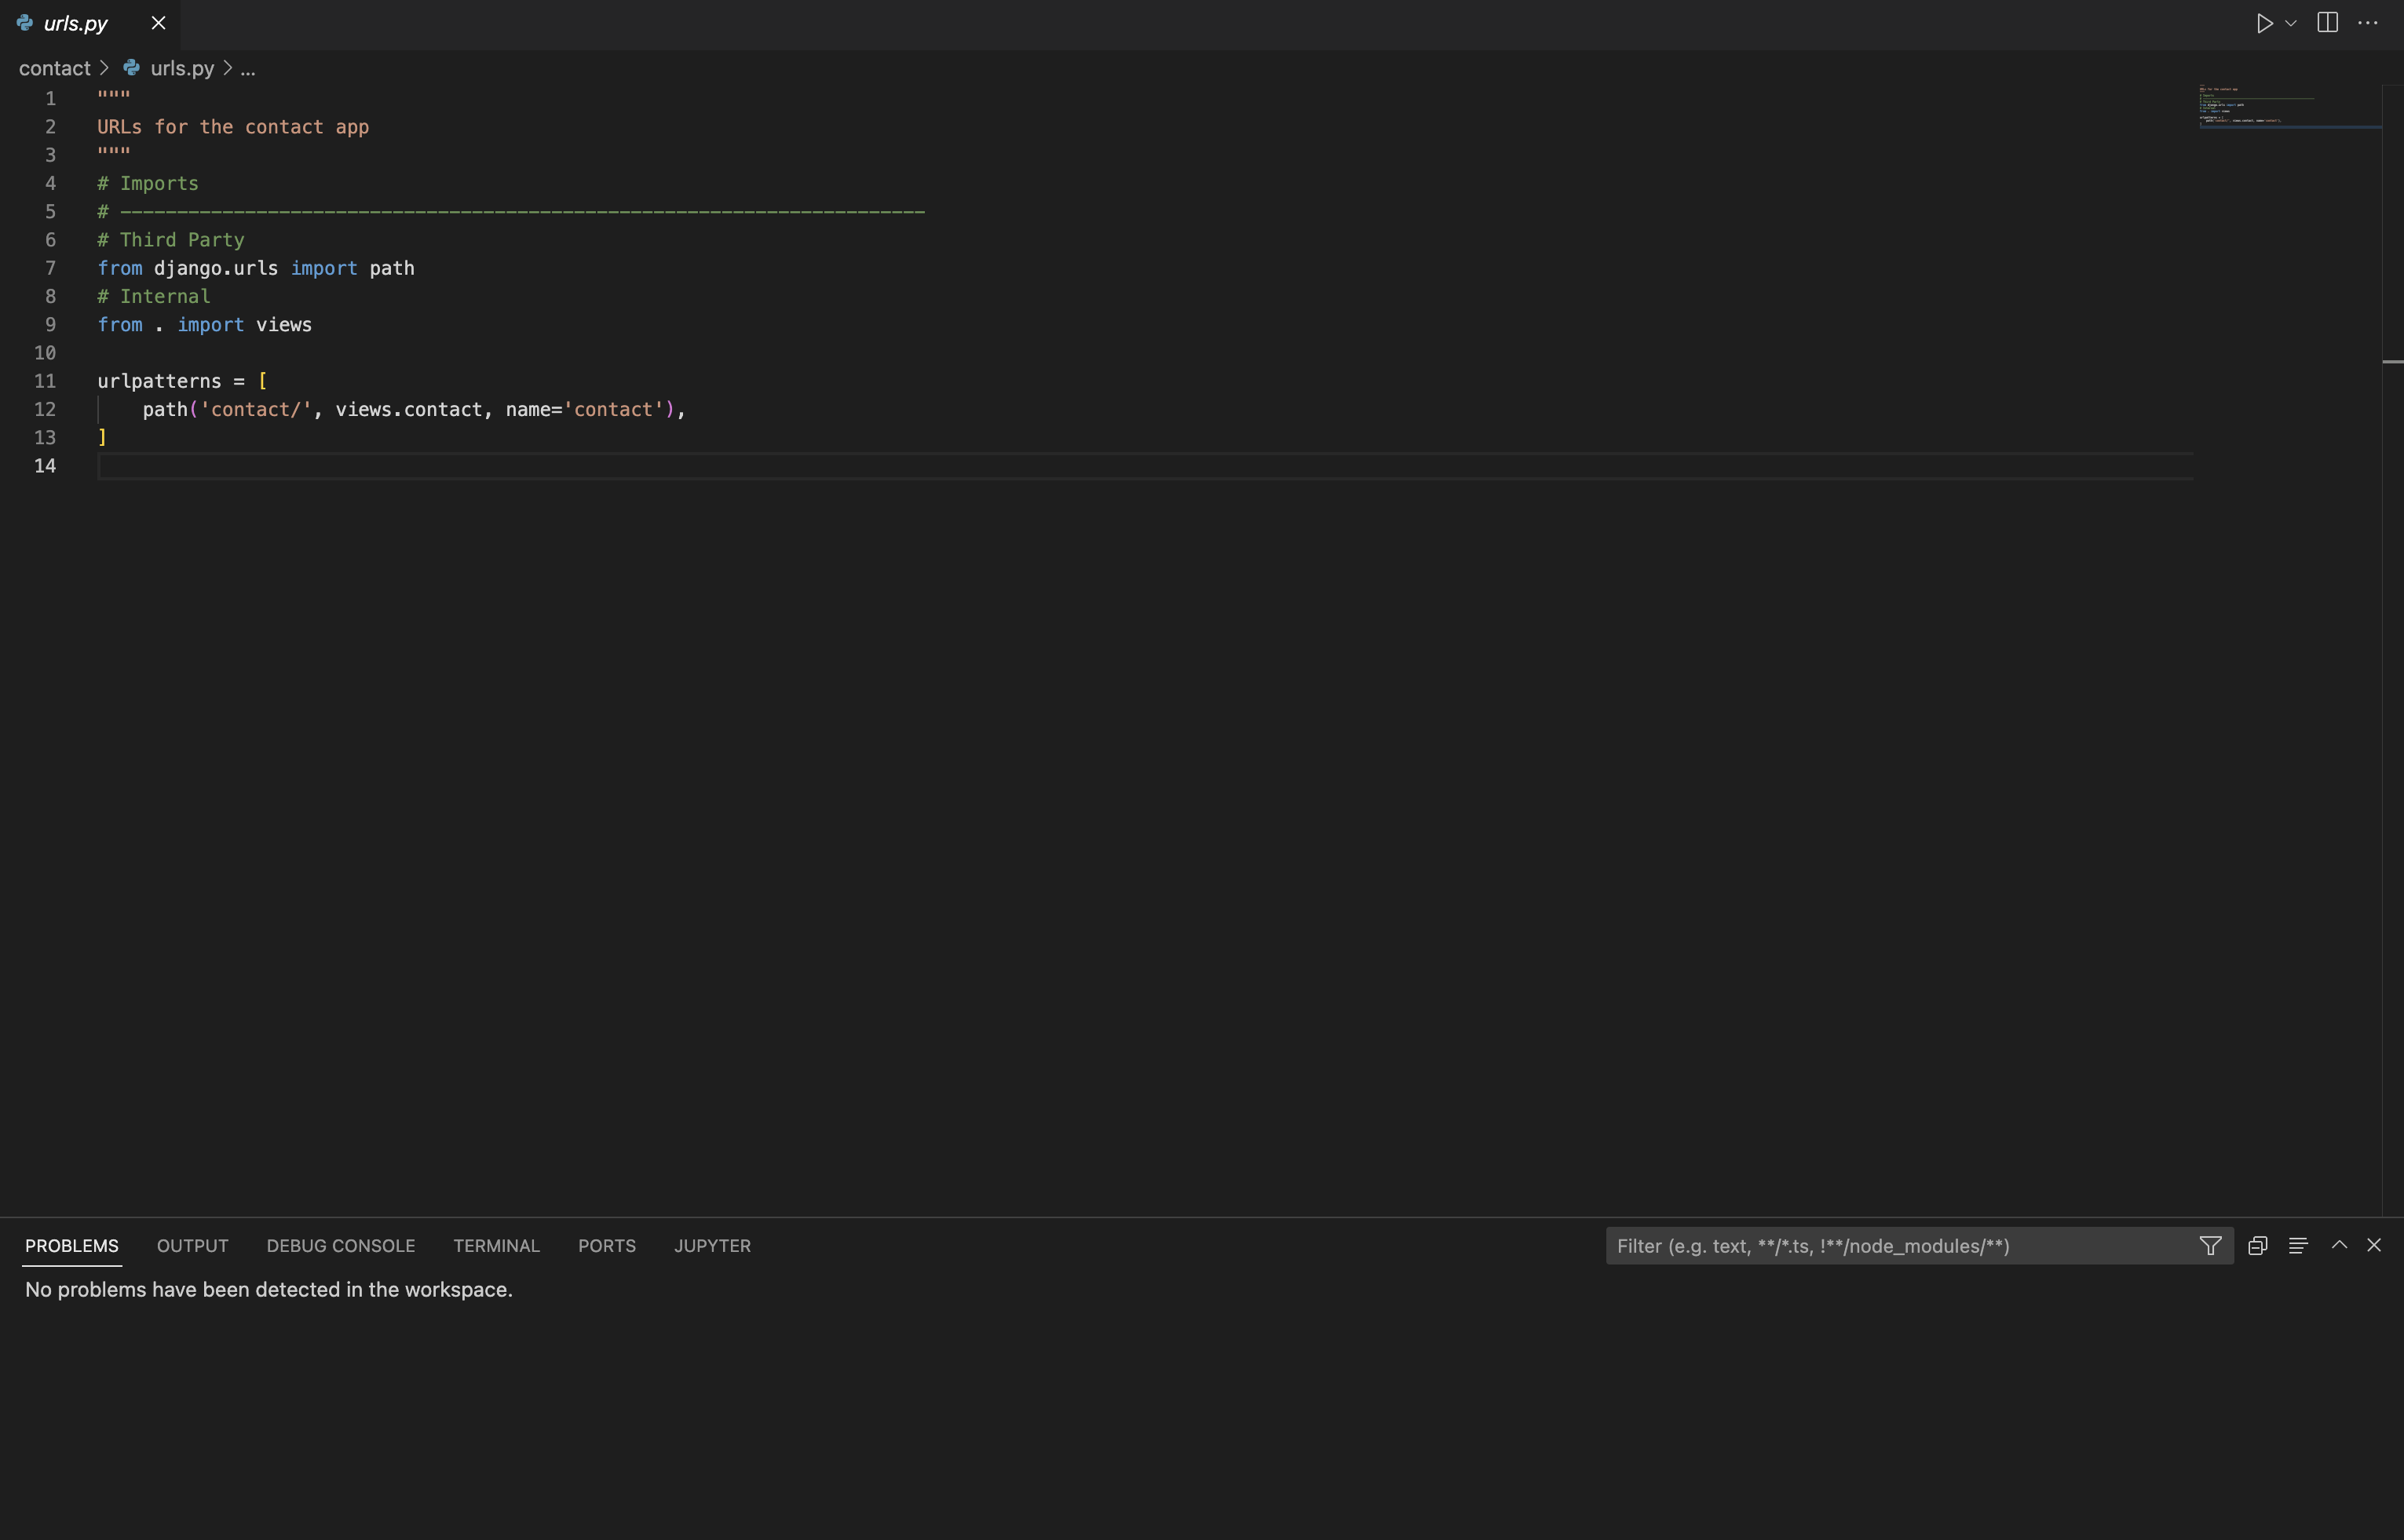 urls.py
contact > urls.py > ...
1 """
2 URLs for the contact app
3 """
4 # Imports
5 # -----------------------------------------------------------------------
6 # Third Party
7 from django.urls import path
8 # Internal
9 from . import views
10
11 urlpatterns = [
12     path('contact/', views.contact, name='contact'),
13 ]
14
PROBLEMS OUTPUT DEBUG CONSOLE TERMINAL PORTS JUPYTER Filter (e.g. text, **/*.ts, !**/node_modules/**)
No problems have been detected in the workspace.